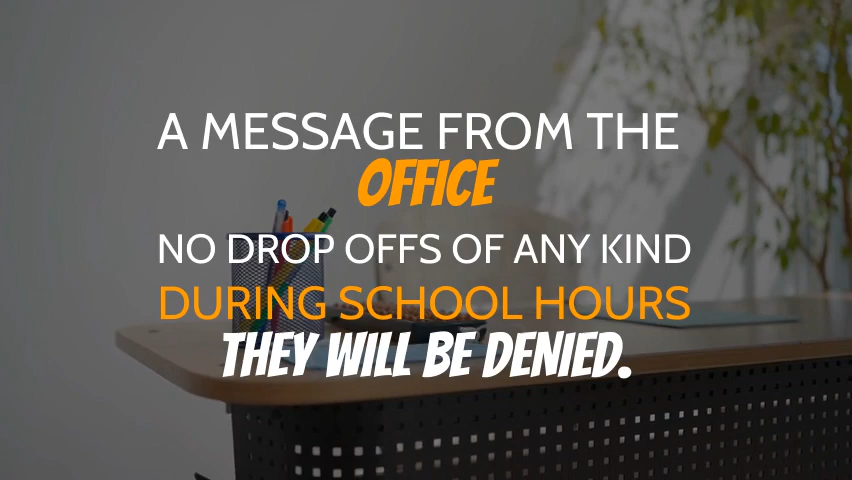 A MESSAGE FROM THE
OFFICE
NO DROP OFFS OF ANY KIND
DURING SCHOOL HOURS
THEY WILL BE DENIED.